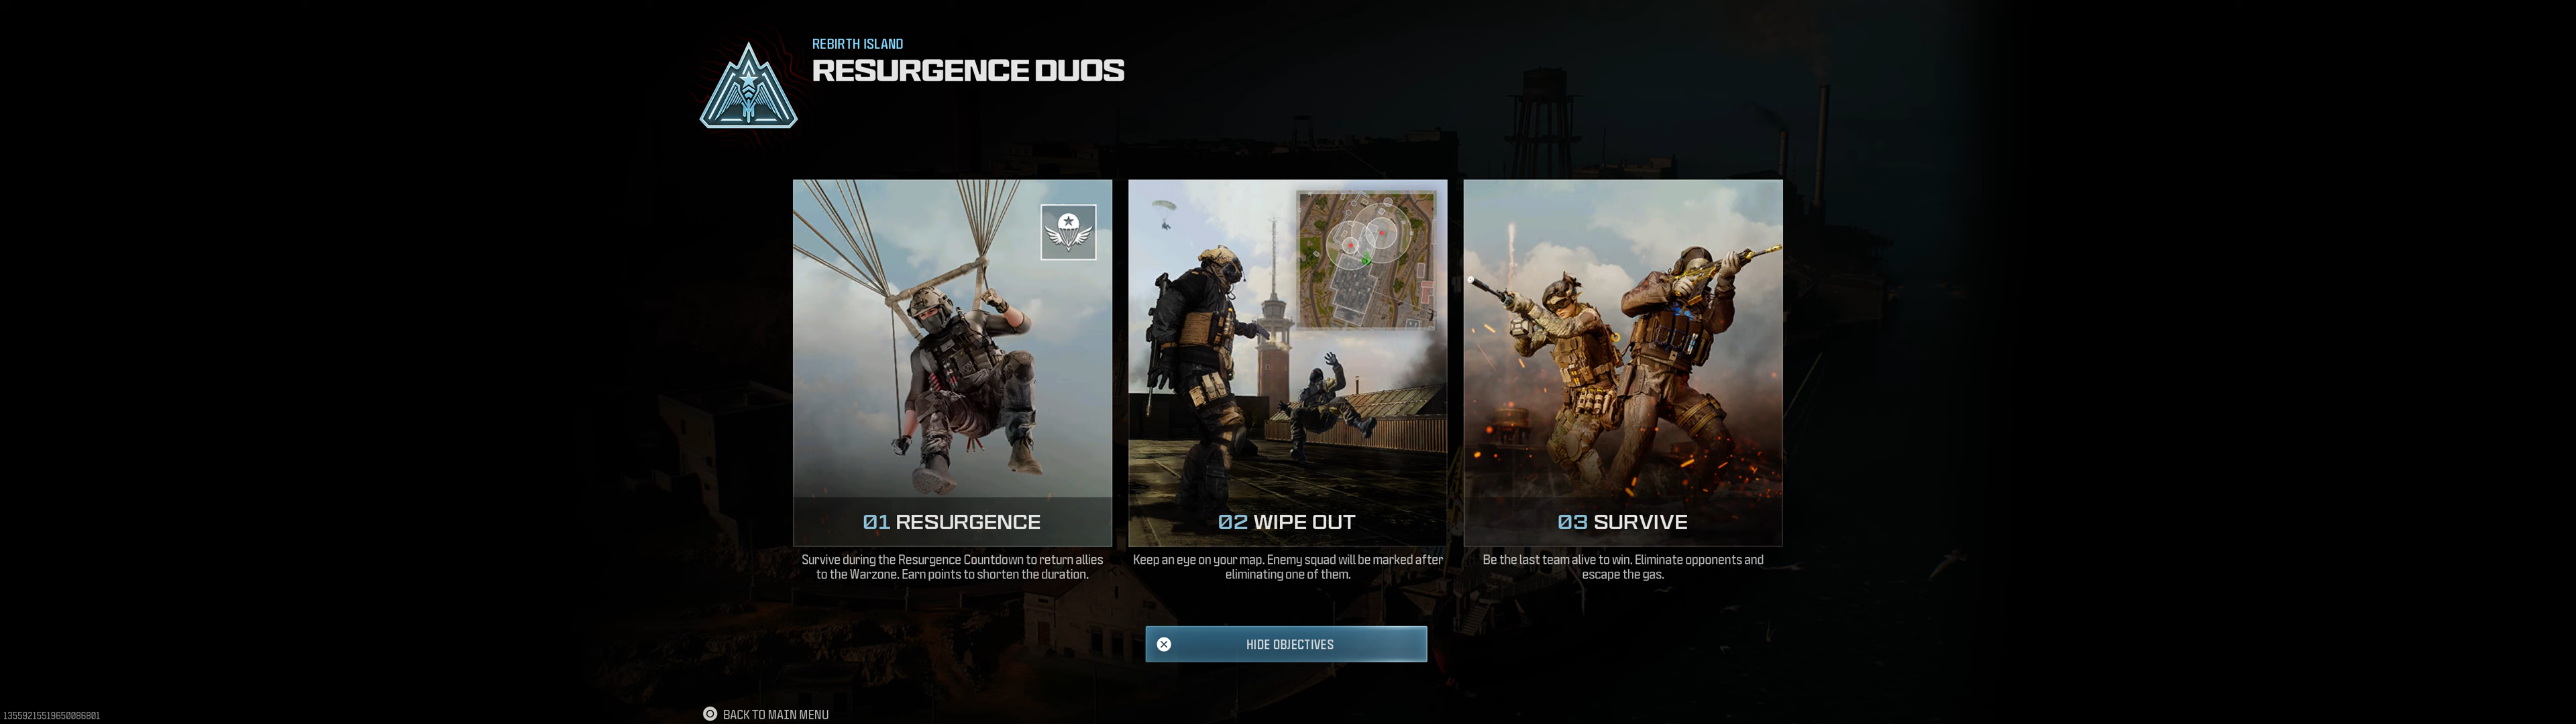 REBIRTH ISLAND
RESURGENCE DUOS
01 RESURGENCE
Survive during the Resurgence Countdown to return allies
to the Warzone. Earn points to shorten the duration.
02 WIPE OUT
Keep an eye on your map. Enemy squad will be marked after
eliminating one of them.
03 SURVIVE
Be the last team alive to win. Eliminate opponents and
escape the gas.
HIDE OBJECTIVES
BACK TO MAIN MENU
13559215519650086801